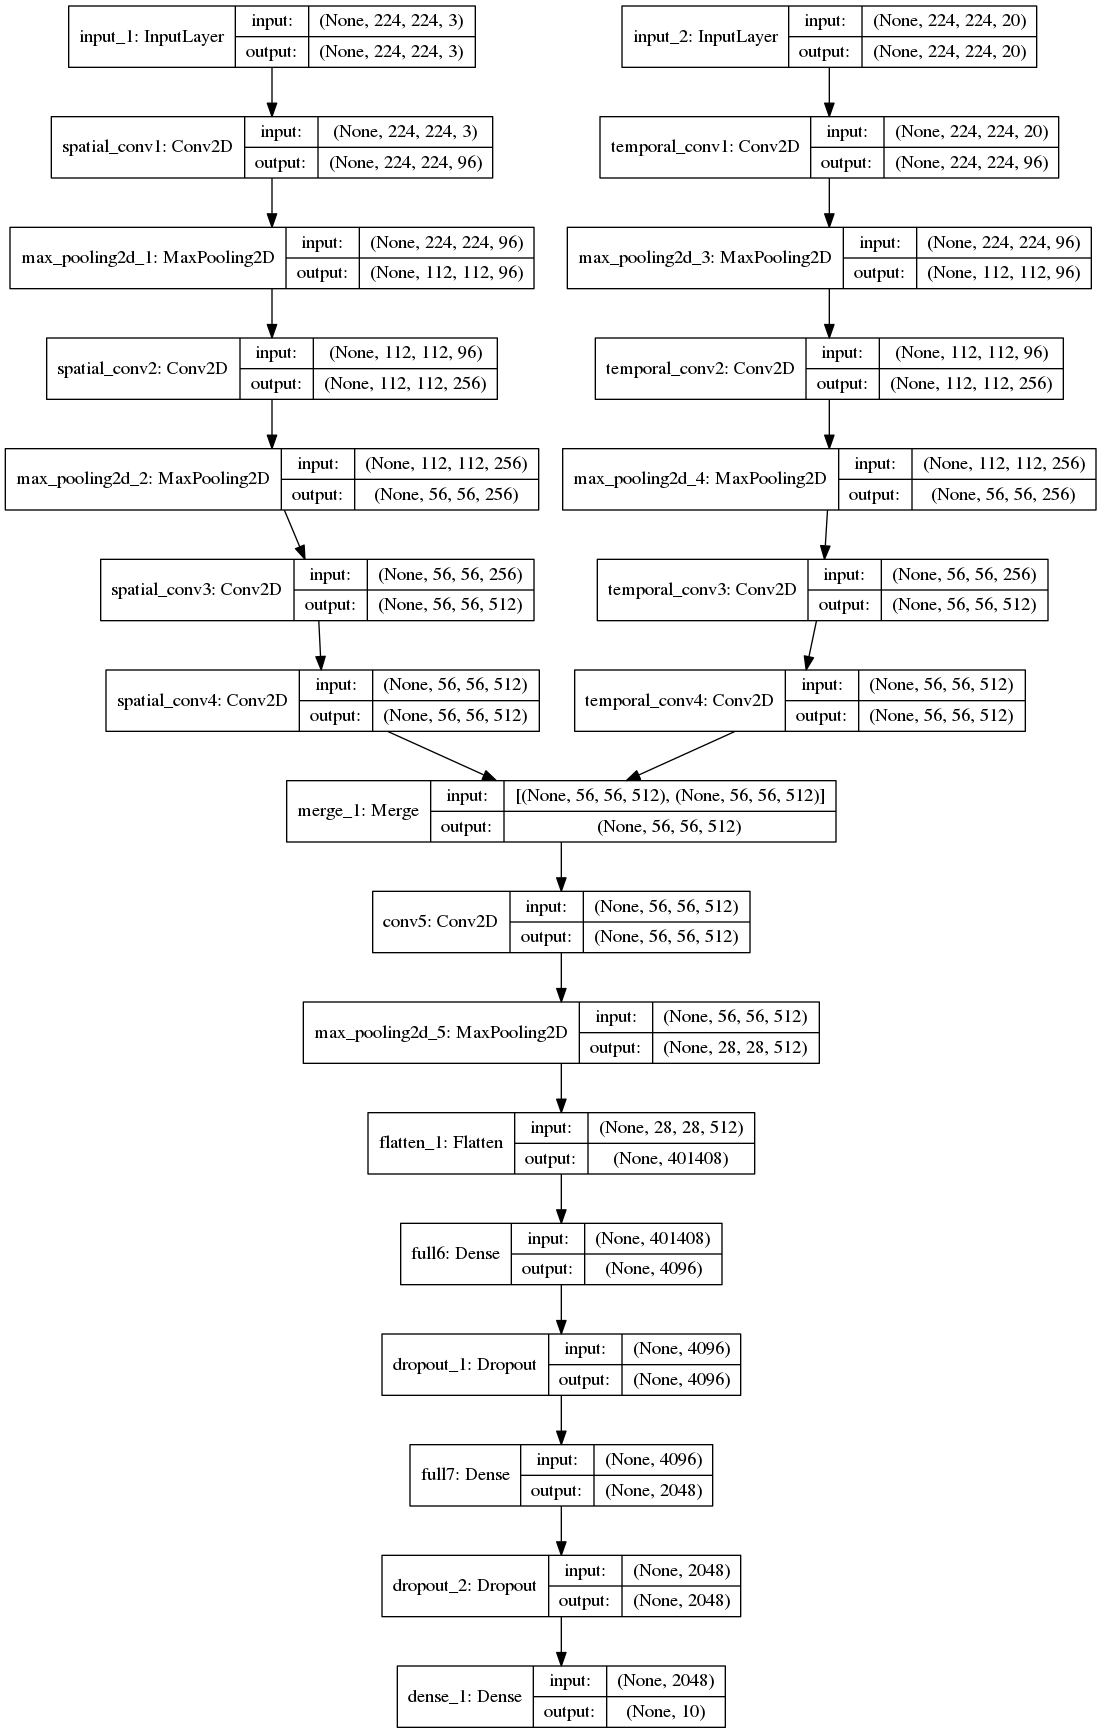 input_1: InputLayer
input:
(None, 224, 224, 3)
output:
(None, 224, 224, 3)
input_2: InputLayer
input:
(None, 224, 224, 20)
output:
(None, 224, 224, 20)
spatial_conv1: Conv2D
input:
(None, 224, 224, 3)
output:
(None, 224, 224, 96)
temporal_conv1: Conv2D
input:
(None, 224, 224, 20)
output:
(None, 224, 224, 96)
max_pooling2d_1: MaxPooling2D
input:
(None, 224, 224, 96)
output:
(None, 112, 112, 96)
max_pooling2d_3: MaxPooling2D
input:
(None, 224, 224, 96)
output:
(None, 112, 112, 96)
spatial_conv2: Conv2D
input:
(None, 112, 112, 96)
output:
(None, 112, 112, 256)
temporal_conv2: Conv2D
input:
(None, 112, 112, 96)
output:
(None, 112, 112, 256)
max_pooling2d_2: MaxPooling2D
input:
(None, 112, 112, 256)
output:
(None, 56, 56, 256)
max_pooling2d_4: MaxPooling2D
input:
(None, 112, 112, 256)
output:
(None, 56, 56, 256)
spatial_conv3: Conv2D
input:
(None, 56, 56, 256)
output:
(None, 56, 56, 512)
temporal_conv3: Conv2D
input:
(None, 56, 56, 256)
output:
(None, 56, 56, 512)
spatial_conv4: Conv2D
input:
(None, 56, 56, 512)
output:
(None, 56, 56, 512)
temporal_conv4: Conv2D
input:
(None, 56, 56, 512)
output:
(None, 56, 56, 512)
merge_1: Merge
input:
[(None, 56, 56, 512), (None, 56, 56, 512)]
output:
(None, 56, 56, 512)
conv5: Conv2D
input:
(None, 56, 56, 512)
output:
(None, 56, 56, 512)
max_pooling2d_5: MaxPooling2D
input:
(None, 56, 56, 512)
output:
(None, 28, 28, 512)
flatten_1: Flatten
input:
(None, 28, 28, 512)
output:
(None, 401408)
full6: Dense
input:
(None, 401408)
output:
(None, 4096)
dropout_1: Dropout
input:
(None, 4096)
output:
(None, 4096)
full7: Dense
input:
(None, 4096)
output:
(None, 2048)
dropout_2: Dropout
input:
(None, 2048)
output:
(None, 2048)
dense_1: Dense
input:
(None, 2048)
output:
(None, 10)